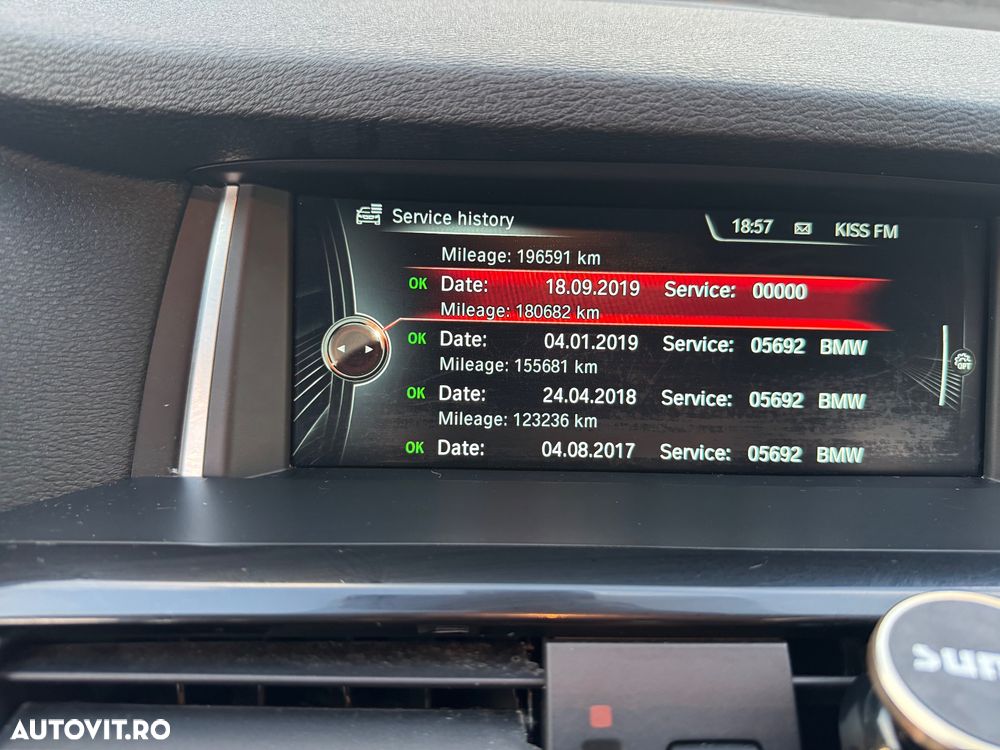 Service history
18:57 KISS FM
Mileage: 196591 km
OK Date: 18.09.2019 Service: 00000
Mileage: 180682 km
OK Date: 04.01.2019 Service: 05692 BMW
Mileage: 155681 km
OK Date: 24.04.2018 Service: 05692 BMW
Mileage: 123236 km
OK Date: 04.08.2017 Service: 05692 BMW
OPT
AUTOVIT.RO